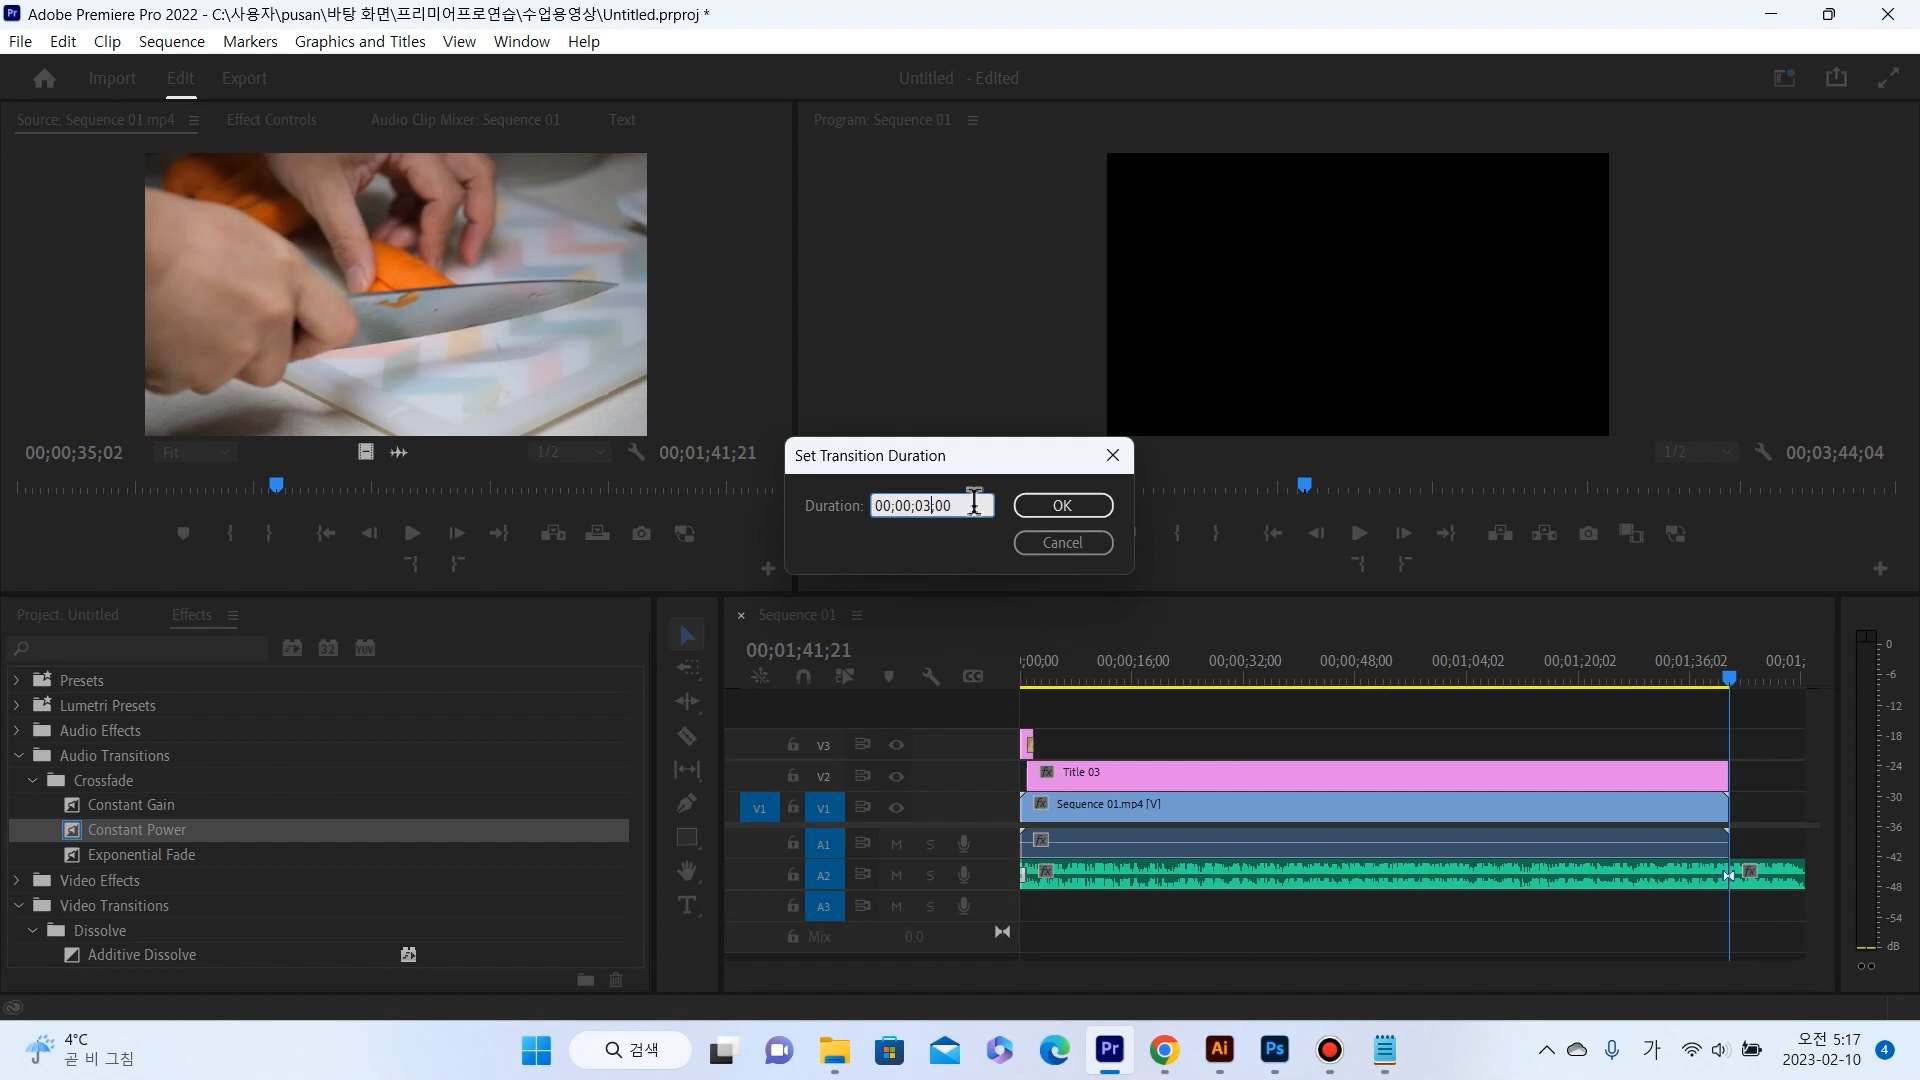 Adobe Premiere Pro 2022 - C:\사용자\pusan\바탕 화면\프리미어프로연습\수업용영상\Untitled.prproj *
File Edit Clip Sequence Markers Graphics and Titles View Window Help
Import Edit Export Untitled - Edited
Source: Sequence 01.mp4 Effect Controls Audio Clip Mixer: Sequence 01 Text Program: Sequence 01
00;00;35;02 Fit 1/2 00;01;41;21 1/2 00;03;44;04
Set Transition Duration
Duration: 00;00;03;00 OK
Cancel
Project: Untitled Effects
Presets
Lumetri Presets
Audio Effects
Audio Transitions
Crossfade
Constant Gain
Constant Power
Exponential Fade
Video Effects
Video Transitions
Dissolve
Additive Dissolve
Sequence 01
00;01;41;21
;00;00 00;00;16;00 00;00;32;00 00;00;48;00 00;01;04;02 00;01;20;02 00;01;36;02 00;01;
V3
V2 Title 03
V1 V1 Sequence 01.mp4 [V]
A1 M S
A2 M S
A3 M S
Mix 0.0
0
-6
-12
-18
-24
-30
-36
-42
-48
-54
dB
4°C
곧 비 그침
검색
가
오전 5:17
2023-02-10
4